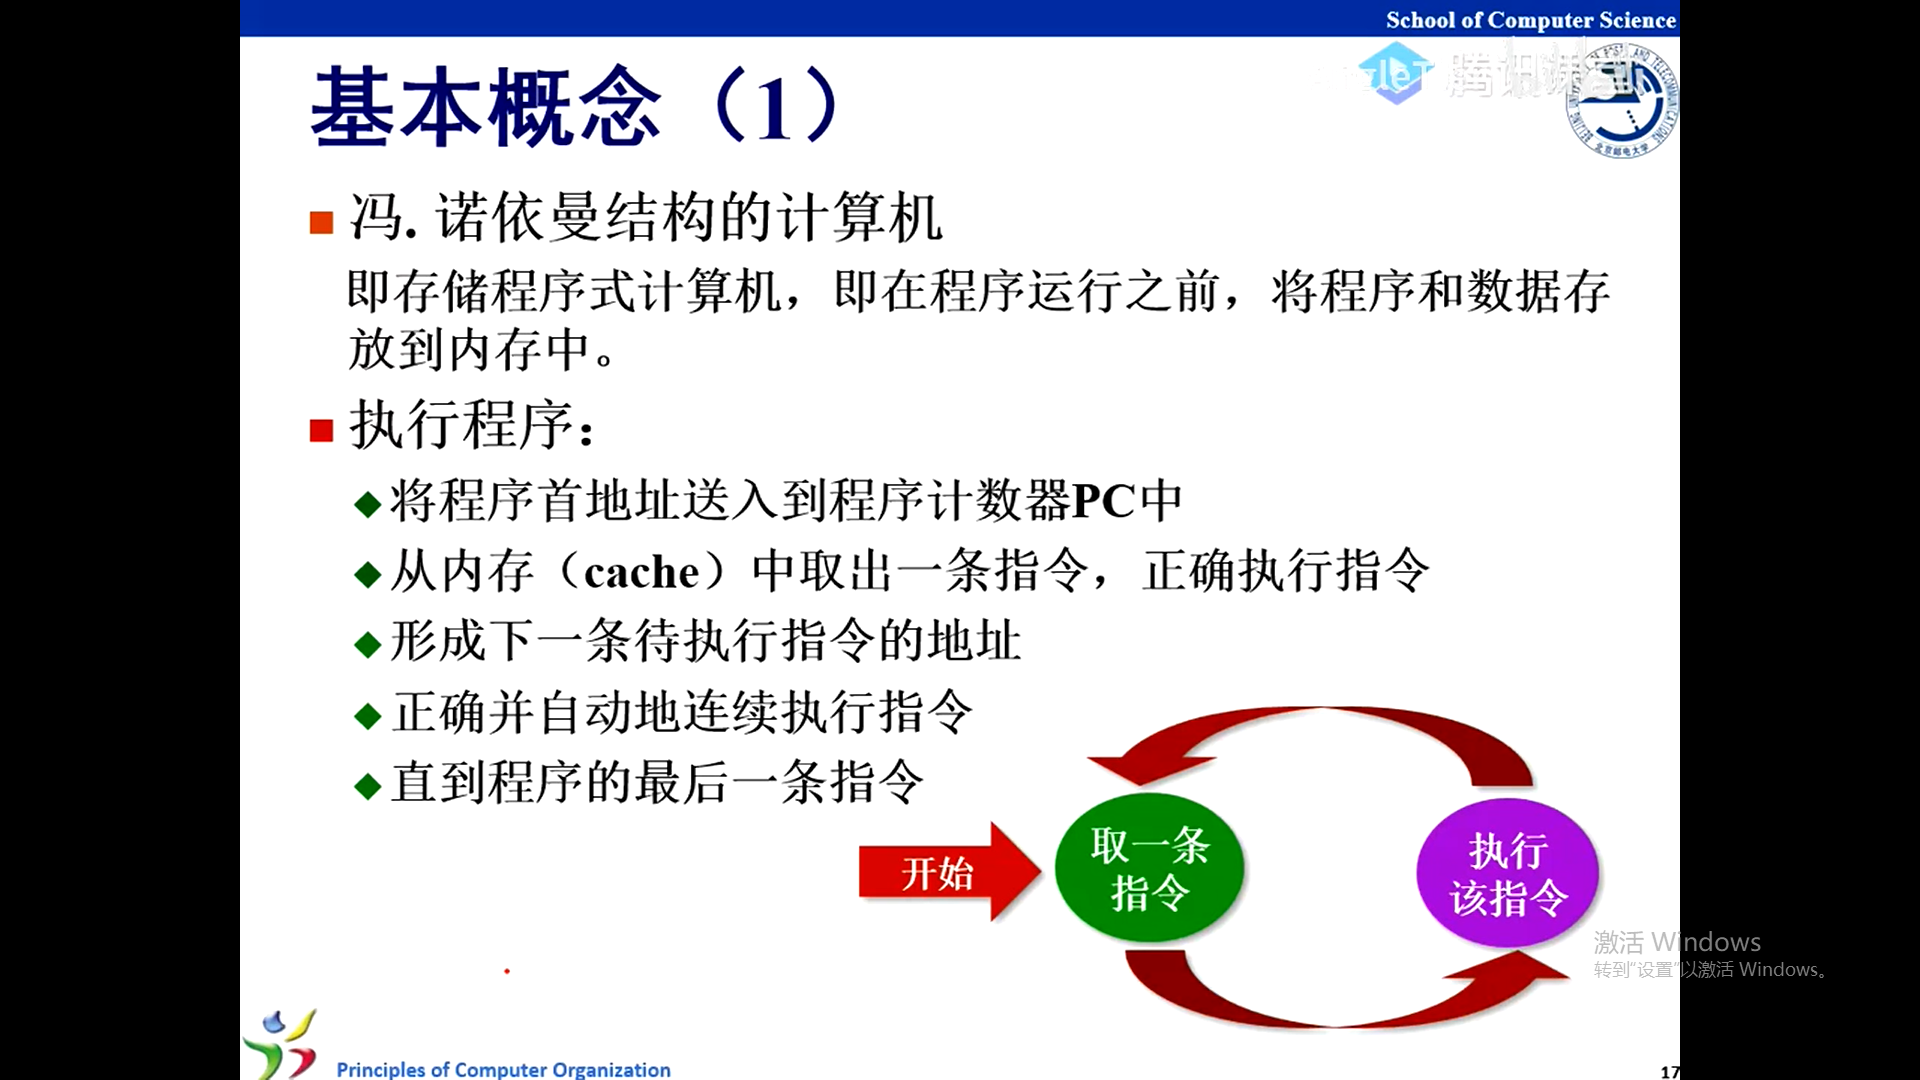 School of Computer Science
腾讯课堂
北京邮电大学
基本概念（1）
冯. 诺依曼结构的计算机
即存储程序式计算机，即在程序运行之前，将程序和数据存
放到内存中。
执行程序：
将程序首地址送入到程序计数器PC中
从内存（cache）中取出一条指令，正确执行指令
形成下一条待执行指令的地址
正确并自动地连续执行指令
直到程序的最后一条指令
开始
取一条
指令
执行
该指令
激活 Windows
转到“设置”以激活 Windows。
Principles of Computer Organization
17